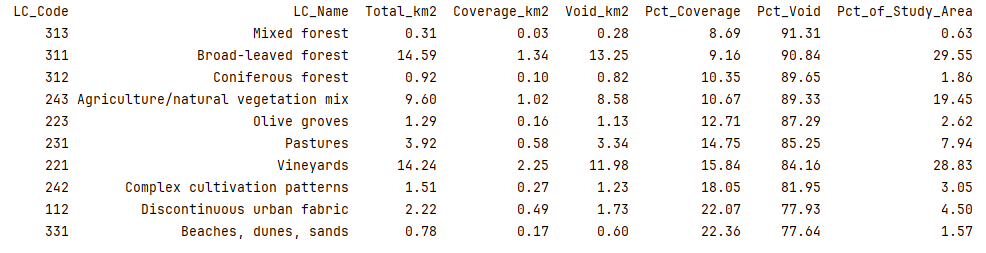 LC_Code LC_Name Total_km2 Coverage_km2 Void_km2 Pct_Coverage Pct_Void Pct_of_Study_Area
313 Mixed forest 0.31 0.03 0.28 8.69 91.31 0.63
311 Broad-leaved forest 14.59 1.34 13.25 9.16 90.84 29.55
312 Coniferous forest 0.92 0.10 0.82 10.35 89.65 1.86
243 Agriculture/natural vegetation mix 9.60 1.02 8.58 10.67 89.33 19.45
223 Olive groves 1.29 0.16 1.13 12.71 87.29 2.62
231 Pastures 3.92 0.58 3.34 14.75 85.25 7.94
221 Vineyards 14.24 2.25 11.98 15.84 84.16 28.83
242 Complex cultivation patterns 1.51 0.27 1.23 18.05 81.95 3.05
112 Discontinuous urban fabric 2.22 0.49 1.73 22.07 77.93 4.50
331 Beaches, dunes, sands 0.78 0.17 0.60 22.36 77.64 1.57